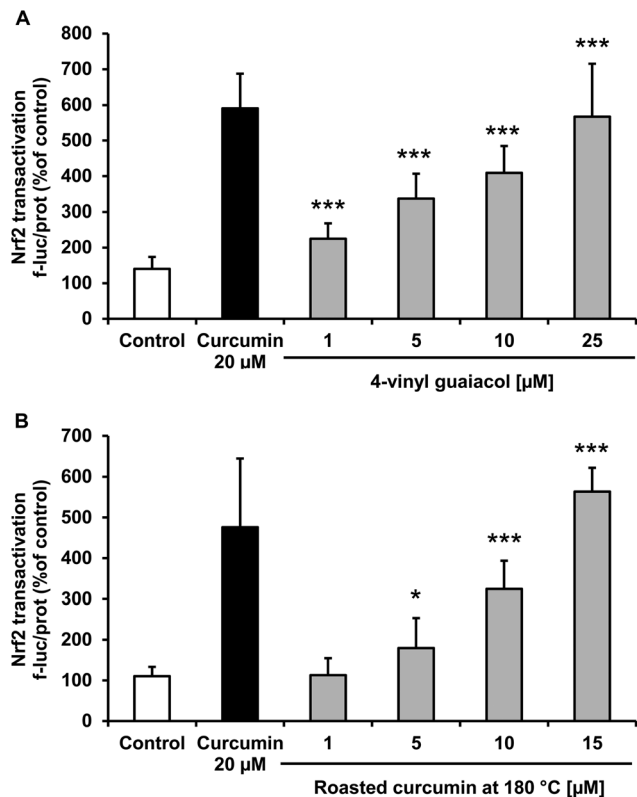 A
Nrf2 transactivation
f-luc/prot (%of control)
800
700
600
500
400
300
200
100
0
***
***
***
***
Control Curcumin 1 5 10 25
20 µM
4-vinyl guaiacol [µM]
B
Nrf2 transactivation
f-luc/prot (%of control)
700
600
500
400
300
200
100
0
*
***
***
Control Curcumin 1 5 10 15
20 µM
Roasted curcumin at 180 °C [µM]